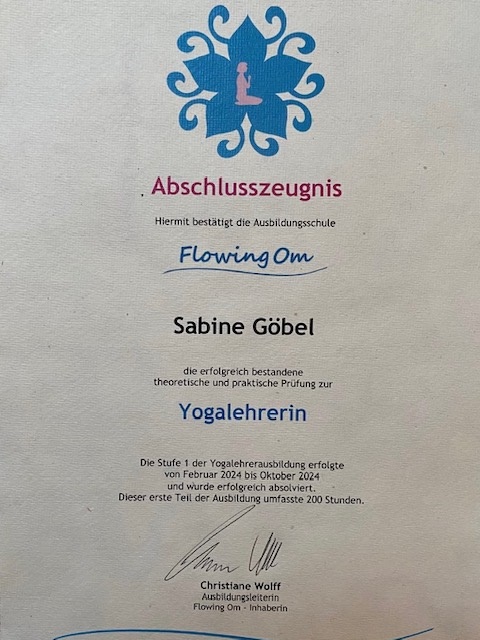 Abschlusszeugnis
Hiermit bestätigt die Ausbildungsschule
Flowing Om
Sabine Göbel
die erfolgreich bestandene
theoretische und praktische Prüfung zur
Yogalehrerin
Die Stufe 1 der Yogalehrerausbildung erfolgte
von Februar 2024 bis Oktober 2024
und wurde erfolgreich absolviert.
Dieser erste Teil der Ausbildung umfasste 200 Stunden.
Christiane Wolff
Ausbildungsleiterin
Flowing Om - Inhaberin